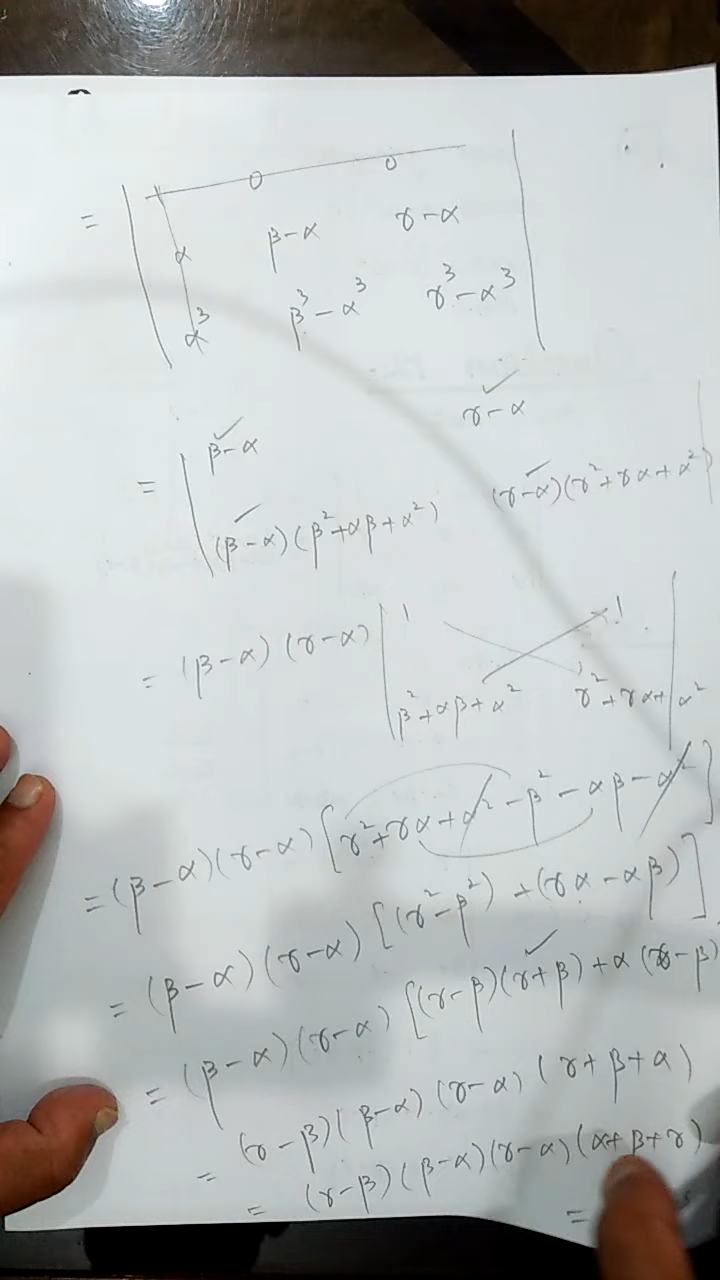 0 0
= | α β-α γ-α |
α³ β³-α³ γ³-α³
= | β-α γ-α |
(β-α)(β²+αβ+α²) (γ-α)(γ²+γα+α²)
= (β-α) (γ-α) | 1 1 |
β²+αβ+α² γ²+γα+α²
= (β-α)(γ-α) [γ²+γα+α²-β²-αβ-α²]
= (β-α)(γ-α) [(γ²-β²) +(γα-αβ)]
= (β-α)(γ-α) [(γ-β)(γ+β)+α(γ-β)
= (γ-β)(β-α)(γ-α)(γ+β+α)
= (γ-β)(β-α)(γ-α)(α+β+γ)
=